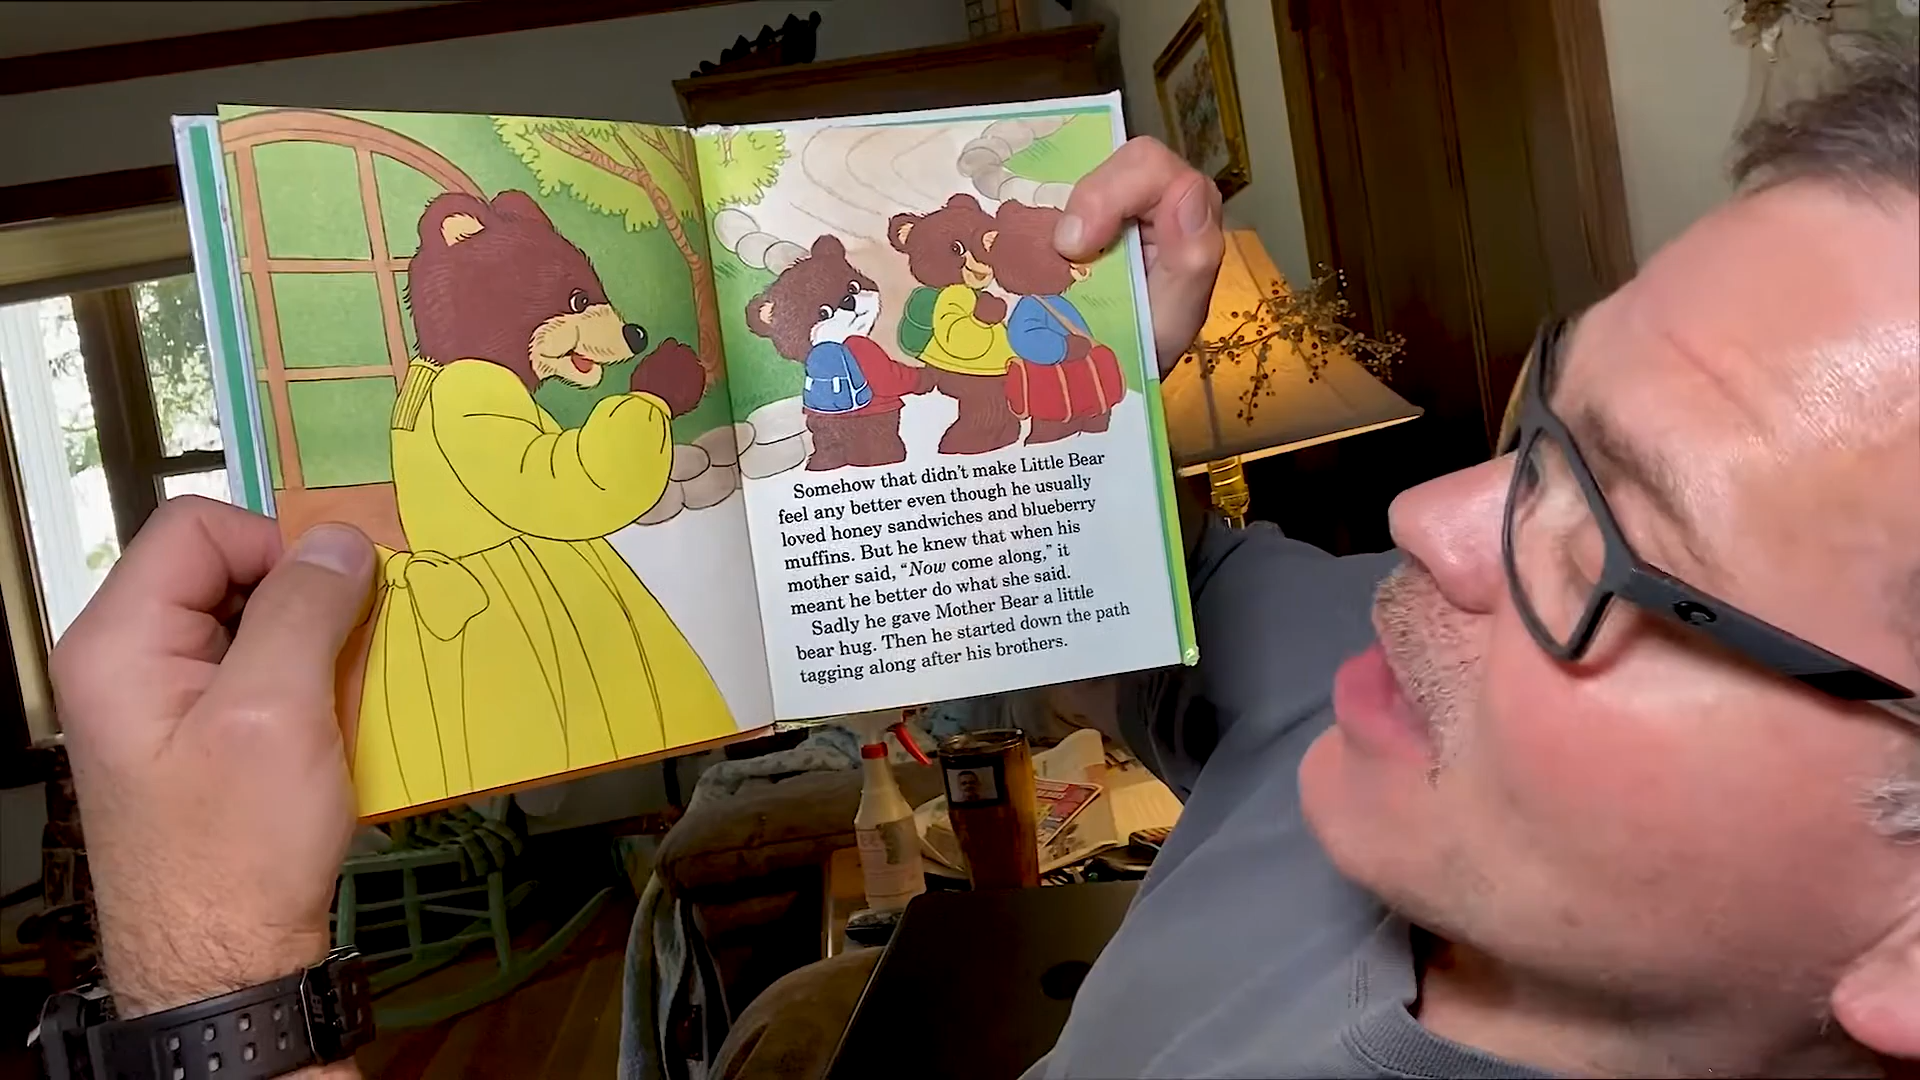 Somehow that didn't make Little Bear
feel any better even though he usually
loved honey sandwiches and blueberry
muffins. But he knew that when his
mother said, “Now come along,” it
meant he better do what she said.
Sadly he gave Mother Bear a little
bear hug. Then he started down the path
tagging along after his brothers.